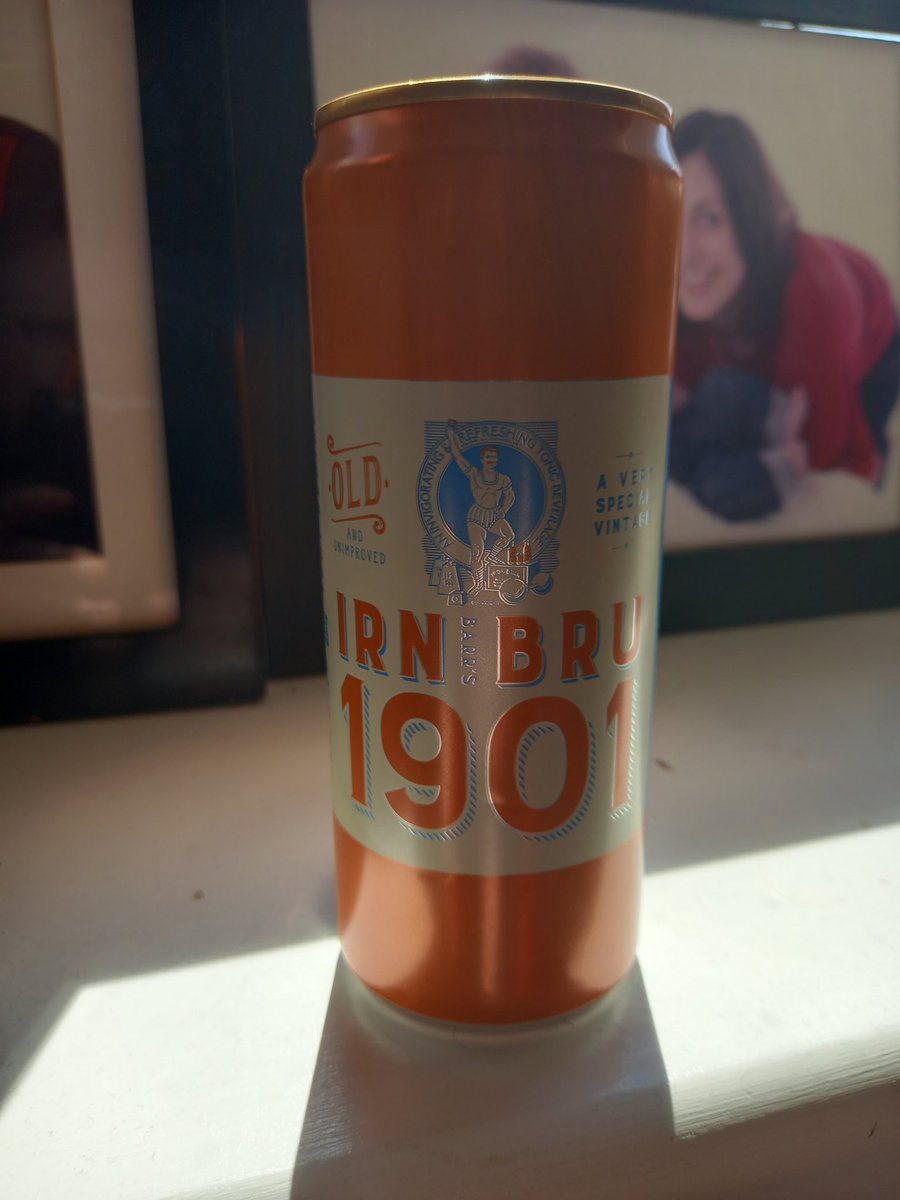 OLD
AND
UNIMPROVED
AN INVIGORATING & REFRESHING TONIC BEVERAGE
A VERY
SPECIAL
VINTAGE
IRN BARR'S BRU
1901